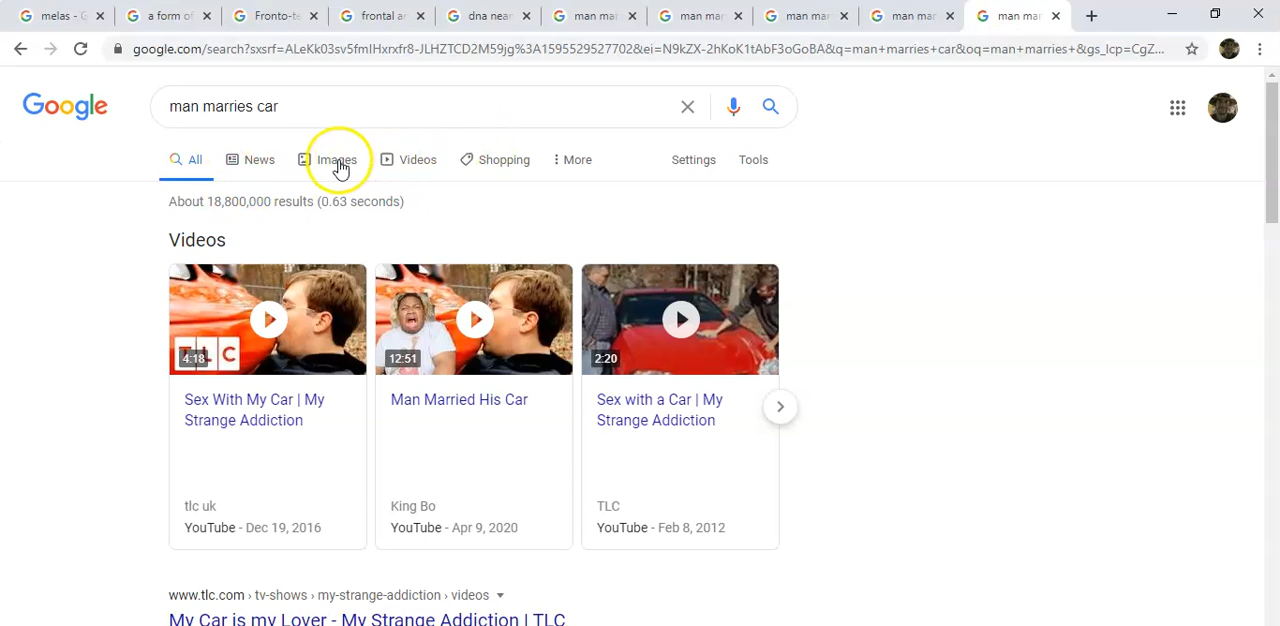 melas - G
a form of
Fronto-te
frontal a
dna nean
man mar
man mar
man mar
man mar
man mar
google.com/search?sxsrf=ALeKk03sv5fmIHxrxfr8-JLHZTCD2M59jg%3A1595529527702&ei=N9kZX-2hKoK1tAbF3oGoBA&q=man+marries+car&oq=man+marries+&gs_lcp=CgZ...
Google
man marries car
All
News
Images
Videos
Shopping
More
Settings
Tools
About 18,800,000 results (0.63 seconds)
Videos
TLC
4:18
12:51
2:20
Sex With My Car | My
Strange Addiction
Man Married His Car
Sex with a Car | My
Strange Addiction
tlc uk
King Bo
TLC
YouTube - Dec 19, 2016
YouTube - Apr 9, 2020
YouTube - Feb 8, 2012
www.tlc.com › tv-shows › my-strange-addiction › videos
My Car is my Lover - My Strange Addiction | TLC